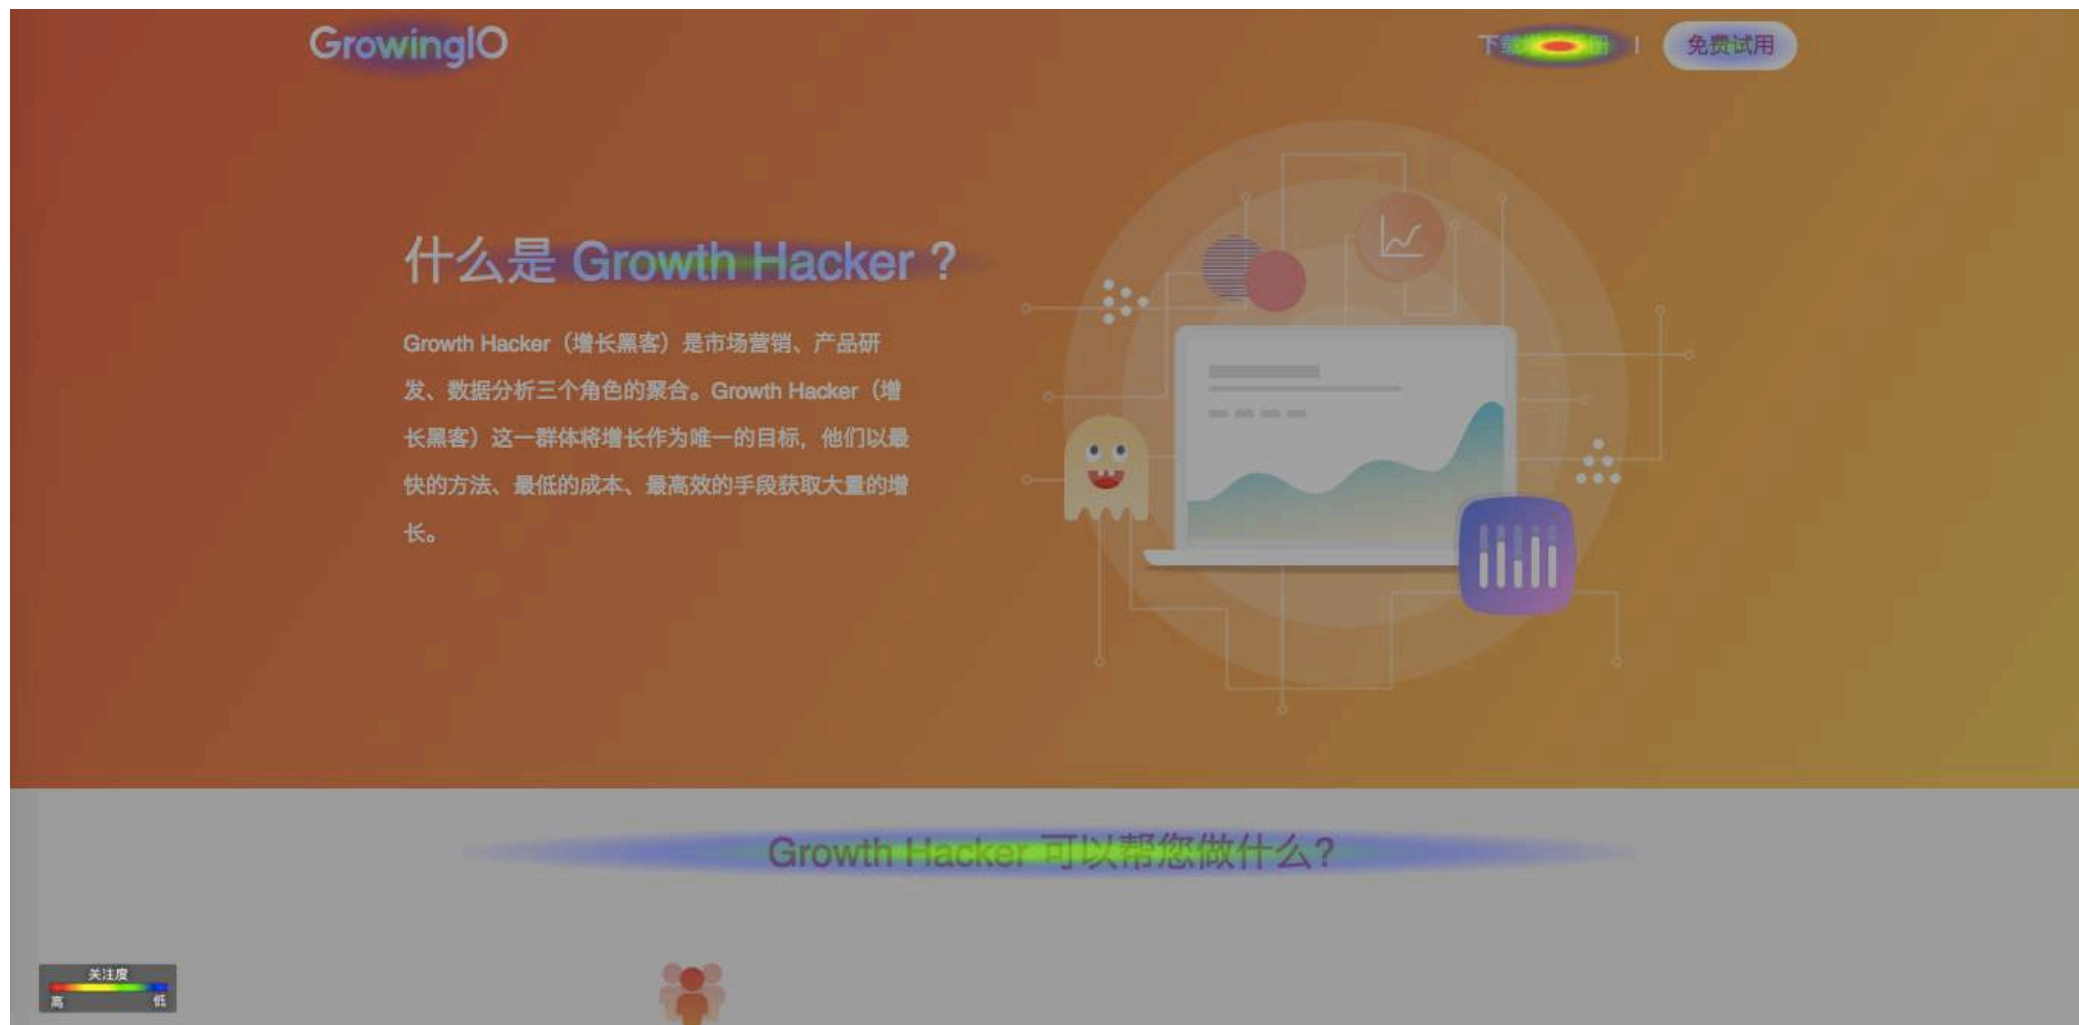 GrowingIO
下载 册 | 免费试用
什么是 Growth Hacker ?
Growth Hacker（增长黑客）是市场营销、产品研
发、数据分析三个角色的聚合。Growth Hacker（增
长黑客）这一群体将增长作为唯一的目标，他们以最
快的方法、最低的成本、最高效的手段获取大量的增
长。
Growth Hacker 可以帮您做什么?
关注度
高 低